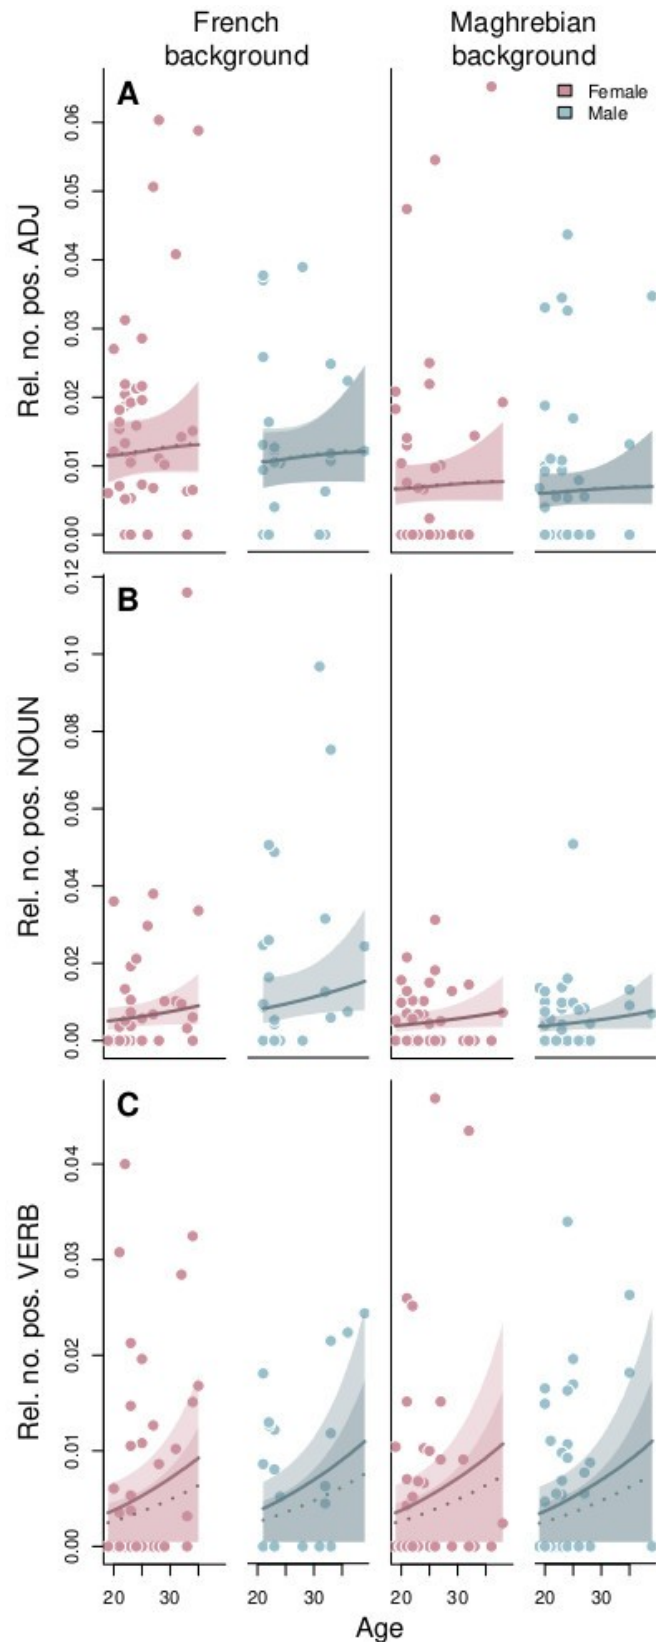 French
background
Maghrebian
background
A
Female
Male
Rel. no. pos. ADJ
0.00
0.01
0.02
0.03
0.04
0.05
0.06
B
Rel. no. pos. NOUN
0.00
0.02
0.04
0.06
0.08
0.10
0.12
C
Rel. no. pos. VERB
0.00
0.01
0.02
0.03
0.04
20 30 20 30 20 30 20 30
Age